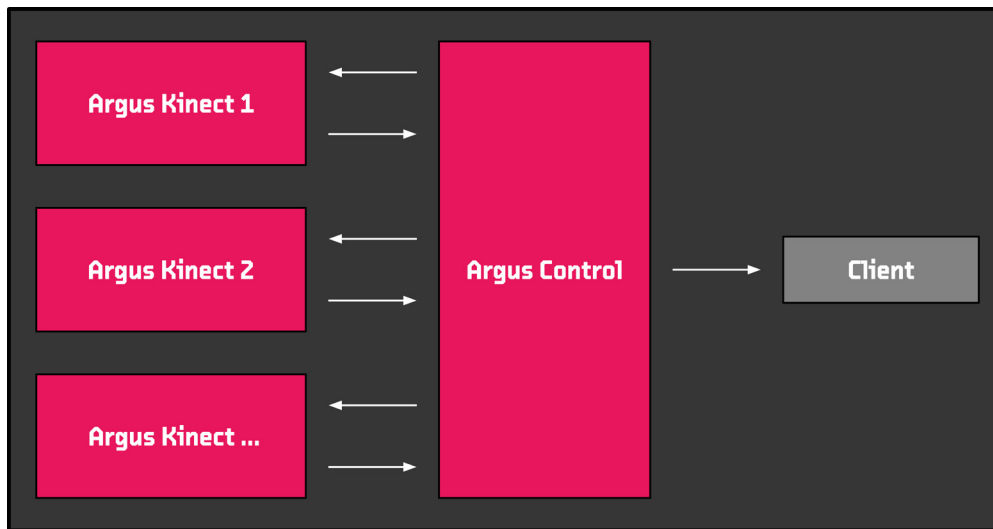 Argus Kinect 1
Argus Kinect 2
Argus Kinect ...
Argus Control
Client